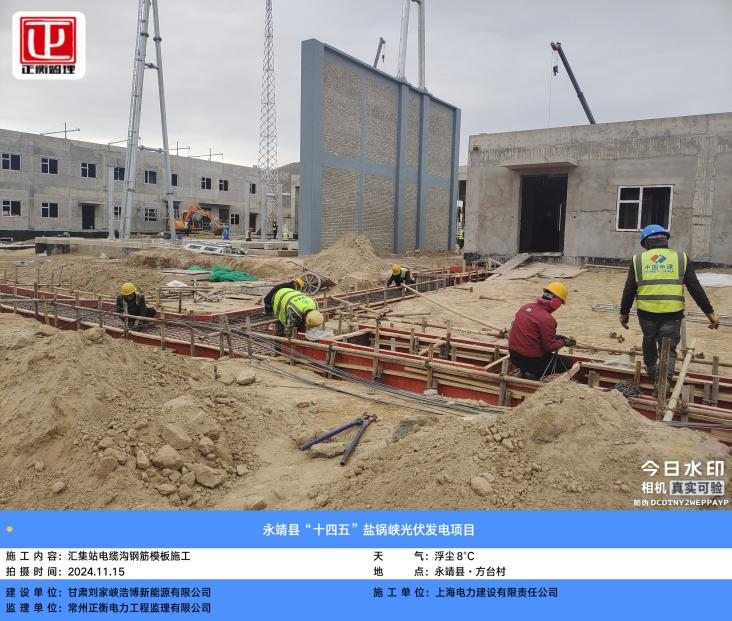 正衡监理
中国电建
今日水印
相机 真实可验
防伪 DCDTNY2WEPPAYP
永靖县“十四五”盐锅峡光伏发电项目
施工内容：汇集站电缆沟钢筋模板施工
天气：浮尘 8℃
拍摄时间：2024.11.15
地点：永靖县·方台村
建设单位：甘肃刘家峡浩博新能源有限公司
施工单位：上海电力建设有限责任公司
监理单位：常州正衡电力工程监理有限公司